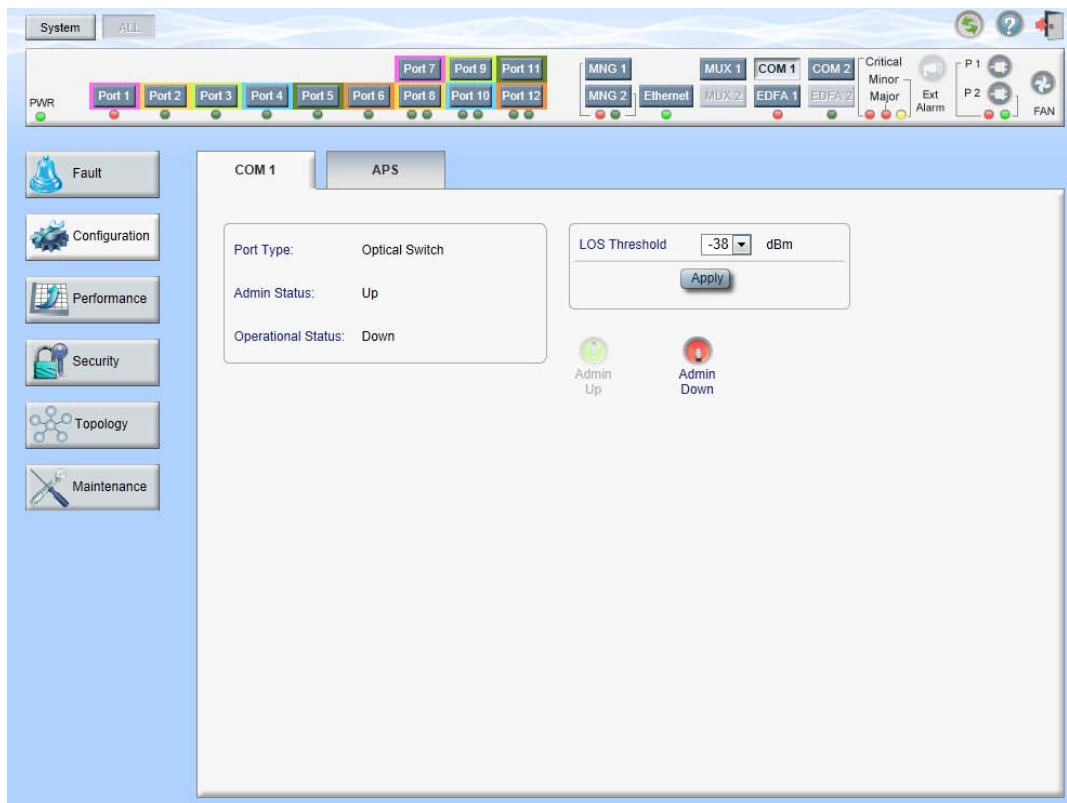 System ALL
Critical
Port 7 Port 9 Port 11 MNG 1 MUX 1 COM 1 COM 2 Minor P 1
PWR Port 1 Port 2 Port 3 Port 4 Port 5 Port 6 Port 8 Port 10 Port 12 MNG 2 Ethernet MUX 2 EDFA 1 EDFA 2 Major Ext Alarm P 2 FAN
Fault
Configuration
Performance
Security
Topology
Maintenance
COM 1 APS
Port Type: Optical Switch
Admin Status: Up
Operational Status: Down
LOS Threshold -38 dBm
Apply
Admin Up
Admin Down